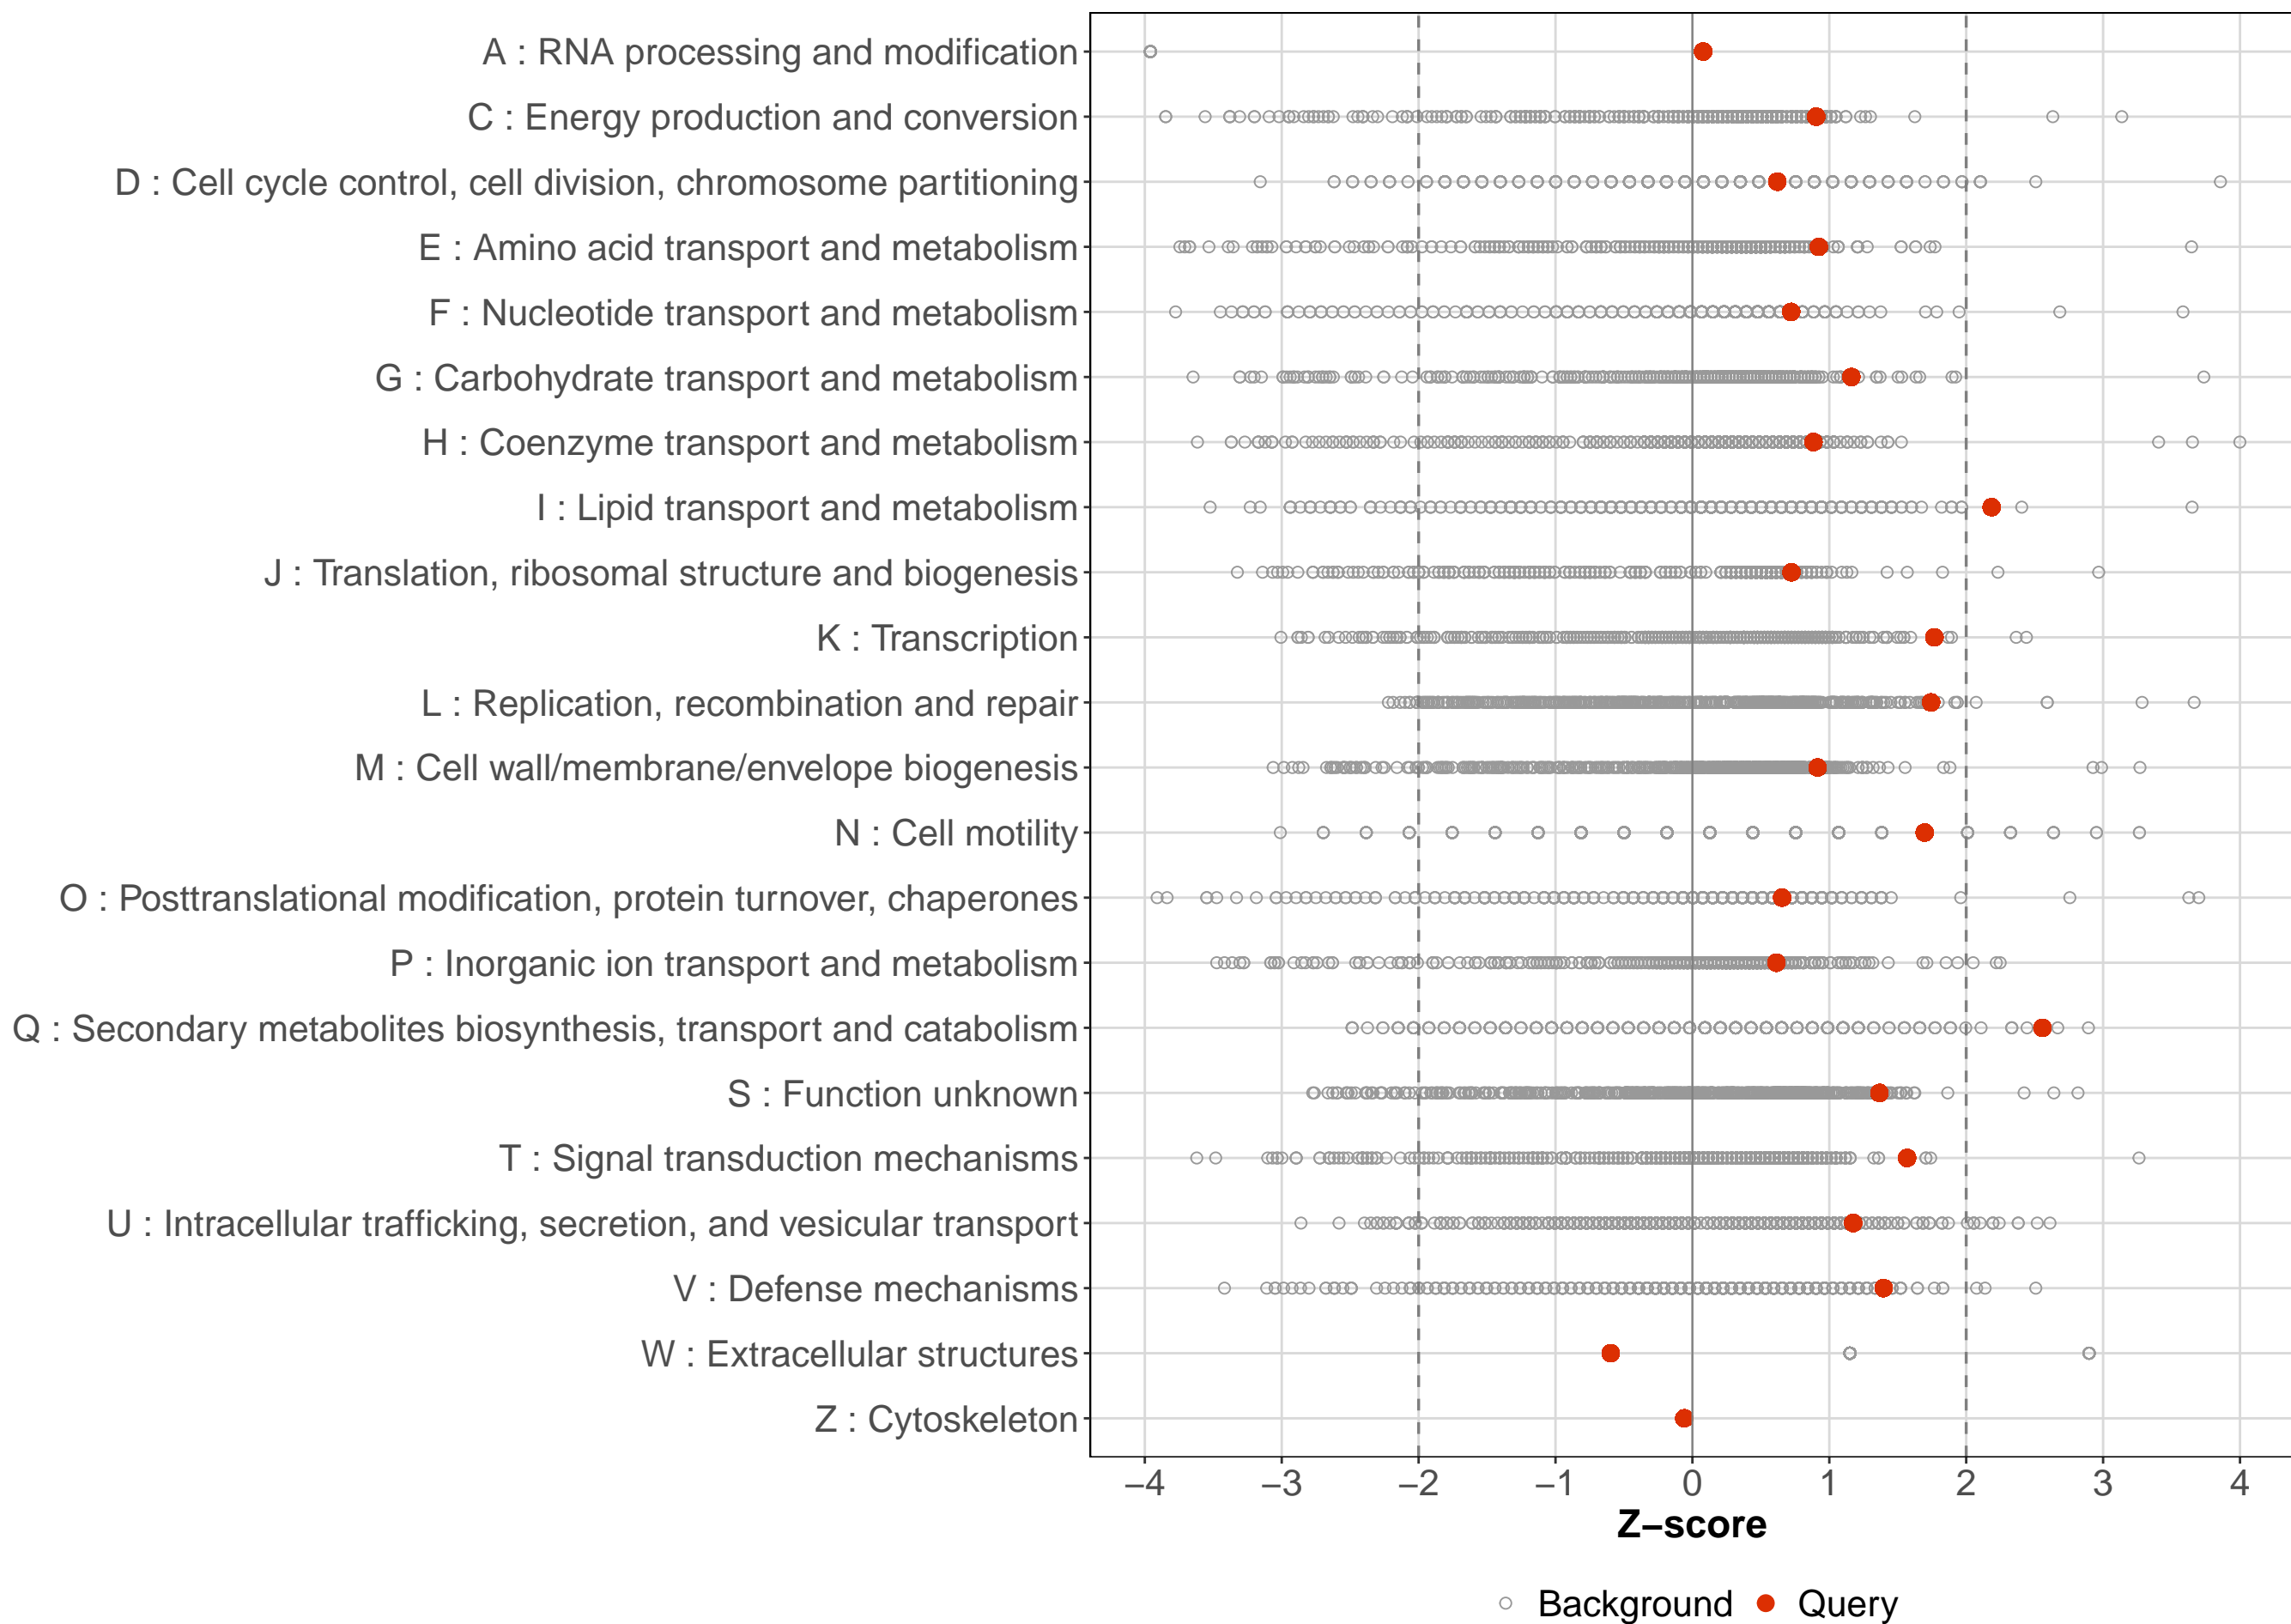 A : RNA processing and modification
C : Energy production and conversion
D : Cell cycle control, cell division, chromosome partitioning
E : Amino acid transport and metabolism
F : Nucleotide transport and metabolism
G : Carbohydrate transport and metabolism
H : Coenzyme transport and metabolism
I : Lipid transport and metabolism
J : Translation, ribosomal structure and biogenesis
K : Transcription
L : Replication, recombination and repair
M : Cell wall/membrane/envelope biogenesis
N : Cell motility
O : Posttranslational modification, protein turnover, chaperones
P : Inorganic ion transport and metabolism
Q : Secondary metabolites biosynthesis, transport and catabolism
S : Function unknown
T : Signal transduction mechanisms
U : Intracellular trafficking, secretion, and vesicular transport
V : Defense mechanisms
W : Extracellular structures
Z : Cytoskeleton
−4 −3 −2 −1 0 1 2 3 4
Z−score
Background Query